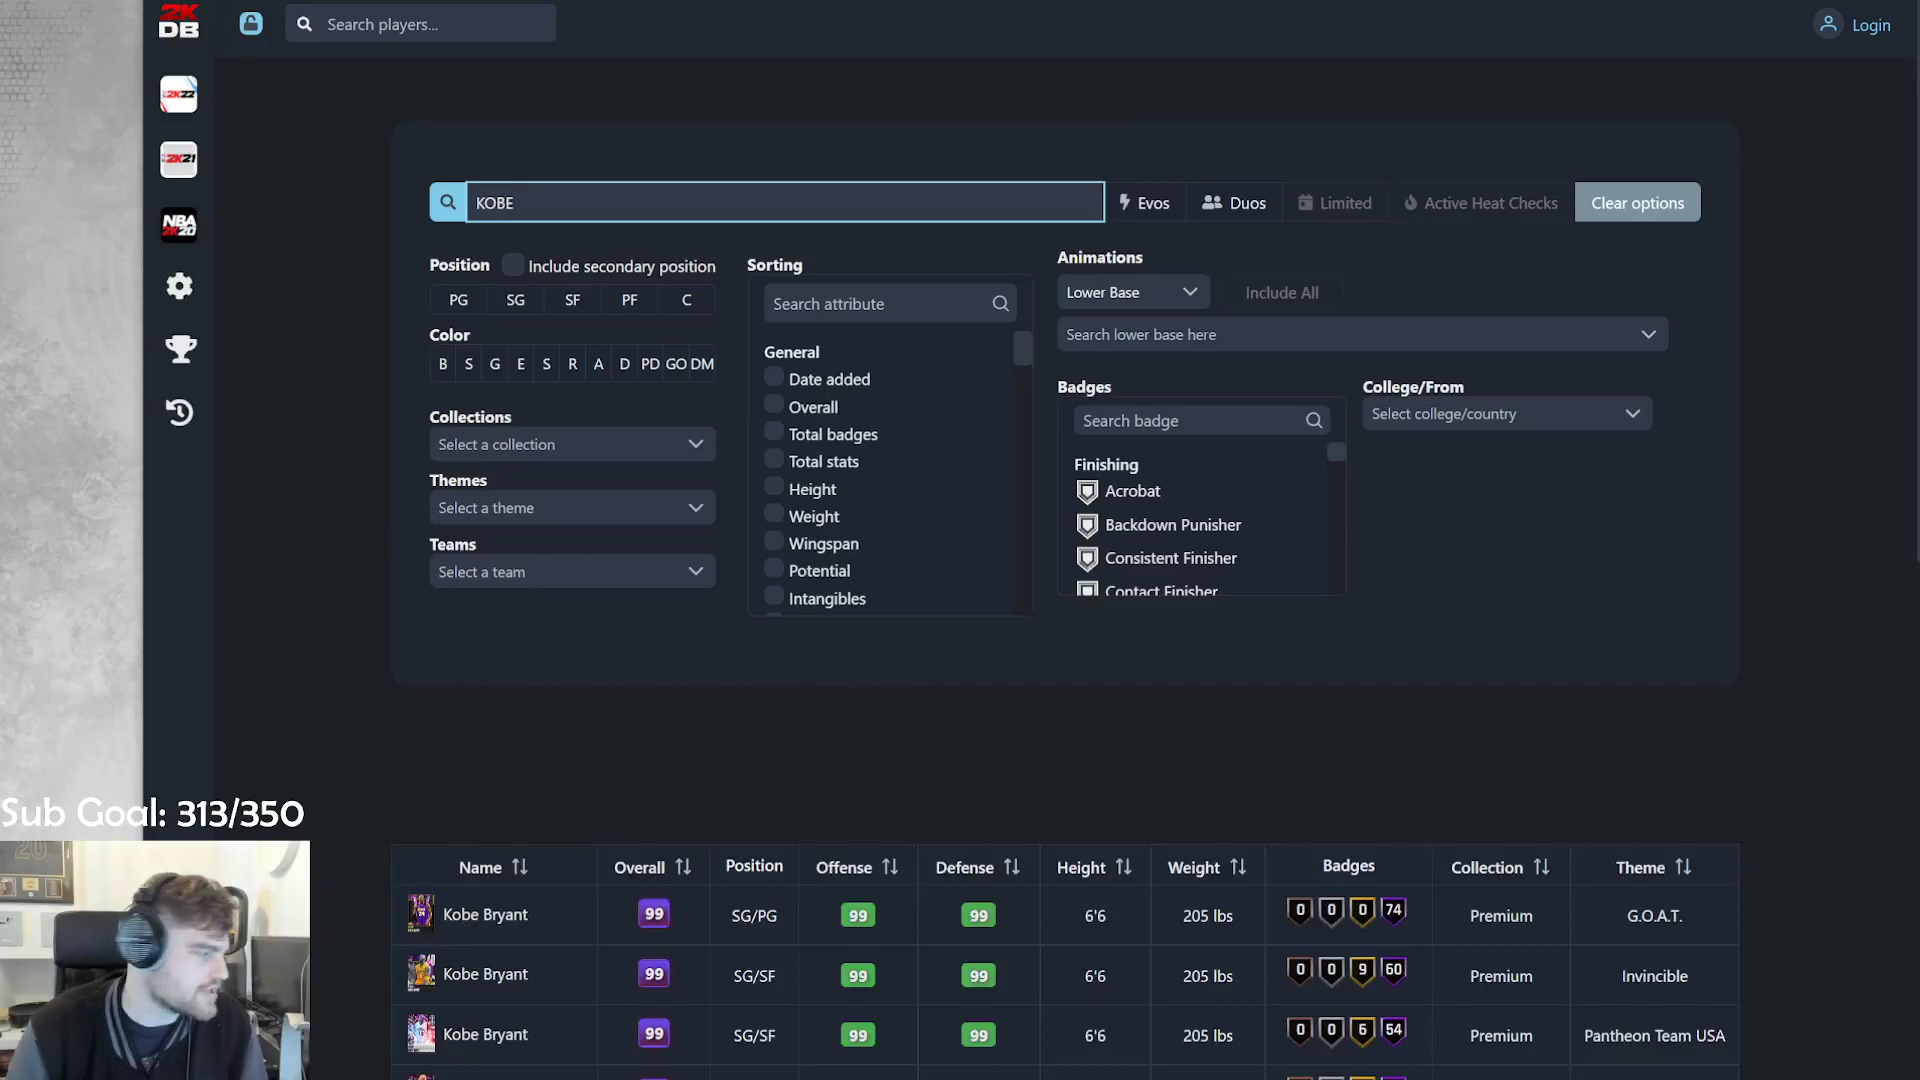 2K
DB
Search players...
Login
2K22
2K21
NBA
2K20
KOBE
Evos
Duos
Limited
Active Heat Checks
Clear options
Position
Include secondary position
PG SG SF PF C
Color
B S G E S R A D PD GO DM
Collections
Select a collection
Themes
Select a theme
Teams
Select a team
Sorting
Search attribute
General
Date added
Overall
Total badges
Total stats
Height
Weight
Wingspan
Potential
Intangibles
Animations
Lower Base
Include All
Search lower base here
Badges
Search badge
Finishing
Acrobat
Backdown Punisher
Consistent Finisher
Contact Finisher
College/From
Select college/country
Sub Goal: 313/350
20
Name Overall Position Offense Defense Height Weight Badges Collection Theme
Kobe Bryant 99 SG/PG 99 99 6'6 205 lbs 0 0 0 74 Premium G.O.A.T.
Kobe Bryant 99 SG/SF 99 99 6'6 205 lbs 0 0 9 60 Premium Invincible
Kobe Bryant 99 SG/SF 99 99 6'6 205 lbs 0 0 6 54 Premium Pantheon Team USA